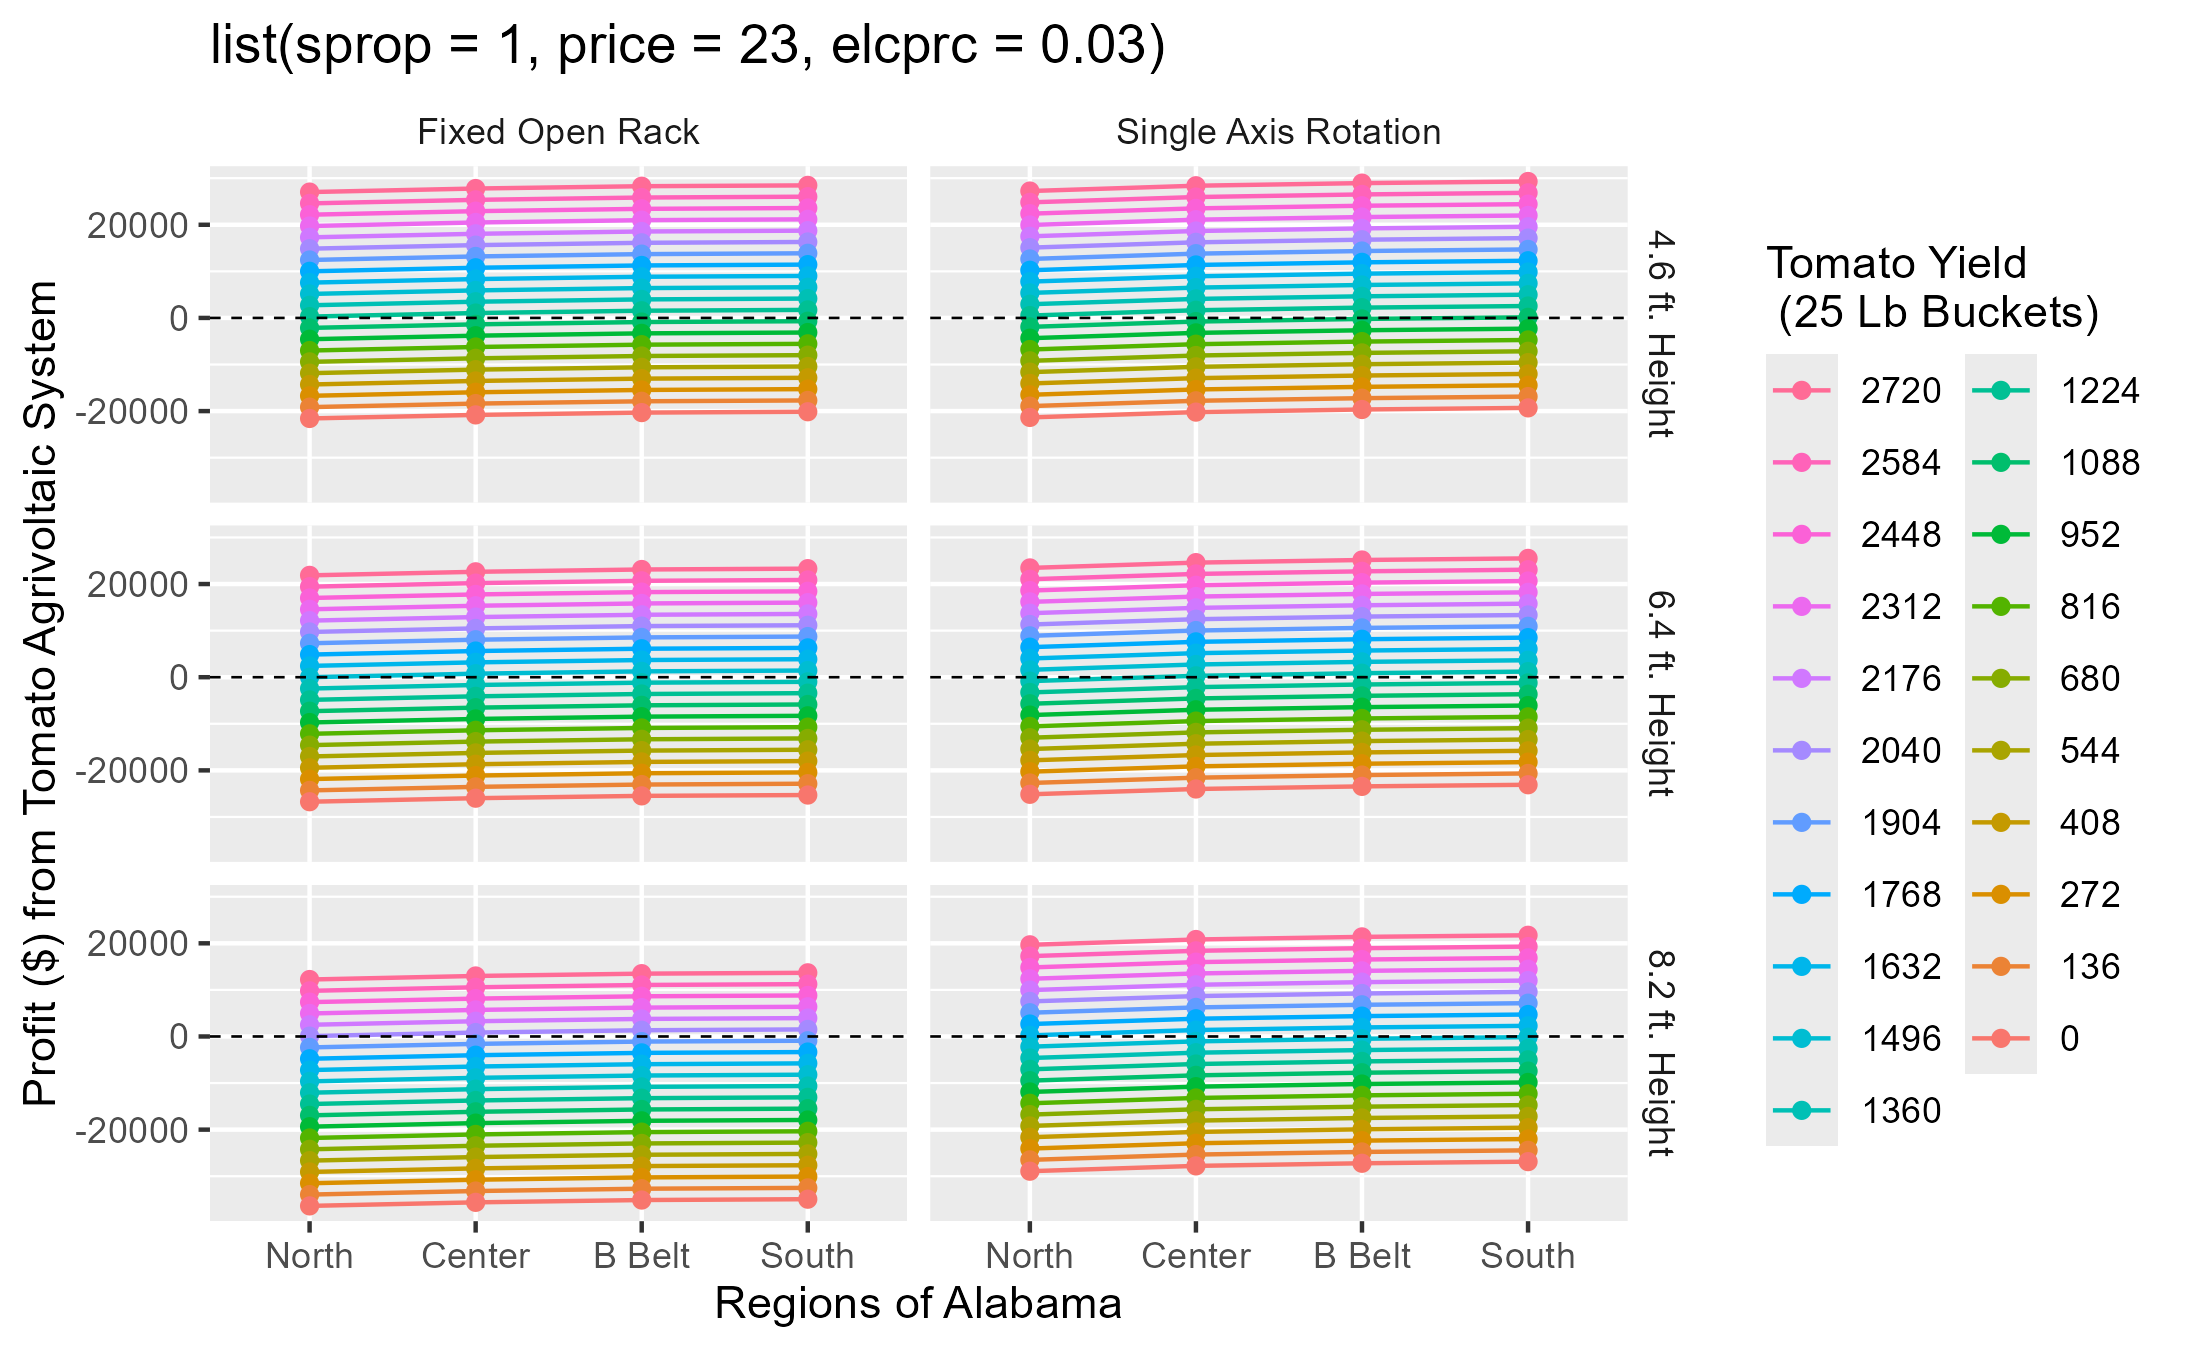 list(sprop = 1, price = 23, elcprc = 0.03)
Fixed Open Rack
Single Axis Rotation
Profit ($) from Tomato Agrivoltaic System
20000
0
-20000
4.6 ft. Height
20000
0
-20000
6.4 ft. Height
20000
0
-20000
8.2 ft. Height
North
Center
B Belt
South
North
Center
B Belt
South
Regions of Alabama
Tomato Yield
(25 Lb Buckets)
2720
2584
2448
2312
2176
2040
1904
1768
1632
1496
1360
1224
1088
952
816
680
544
408
272
136
0